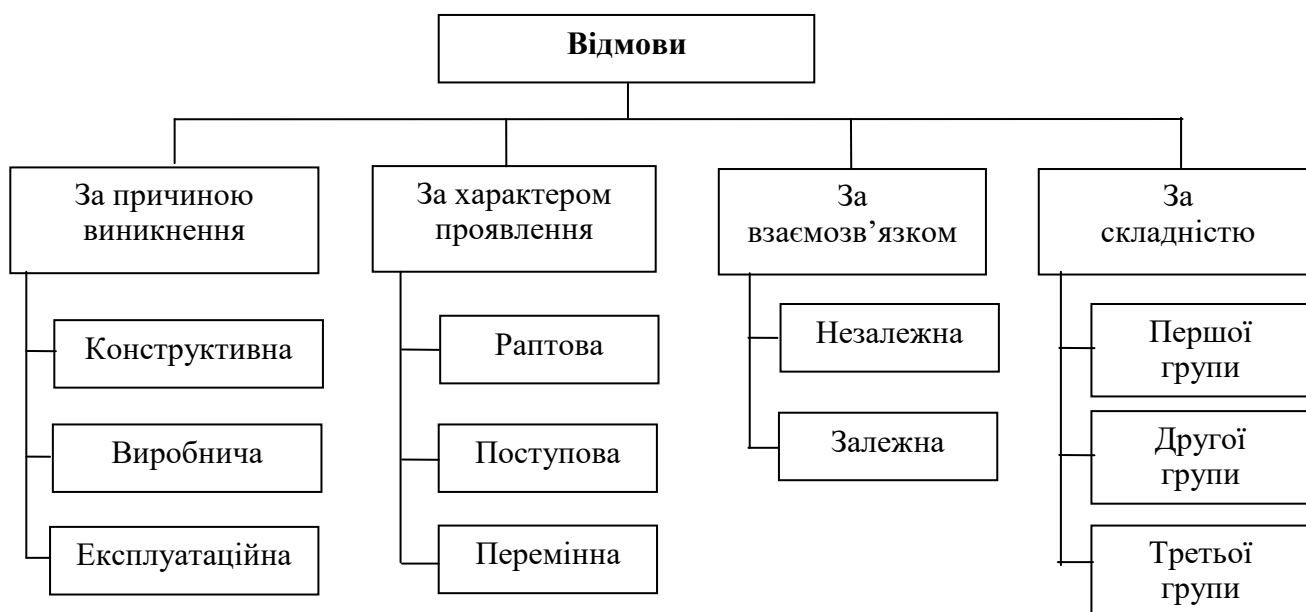 Відмови
За причиною
виникнення
За характером
проявлення
За
взаємозв’язком
За
складністю
Конструктивна
Виробнича
Експлуатаційна
Раптова
Поступова
Перемінна
Незалежна
Залежна
Першої
групи
Другої
групи
Третьої
групи